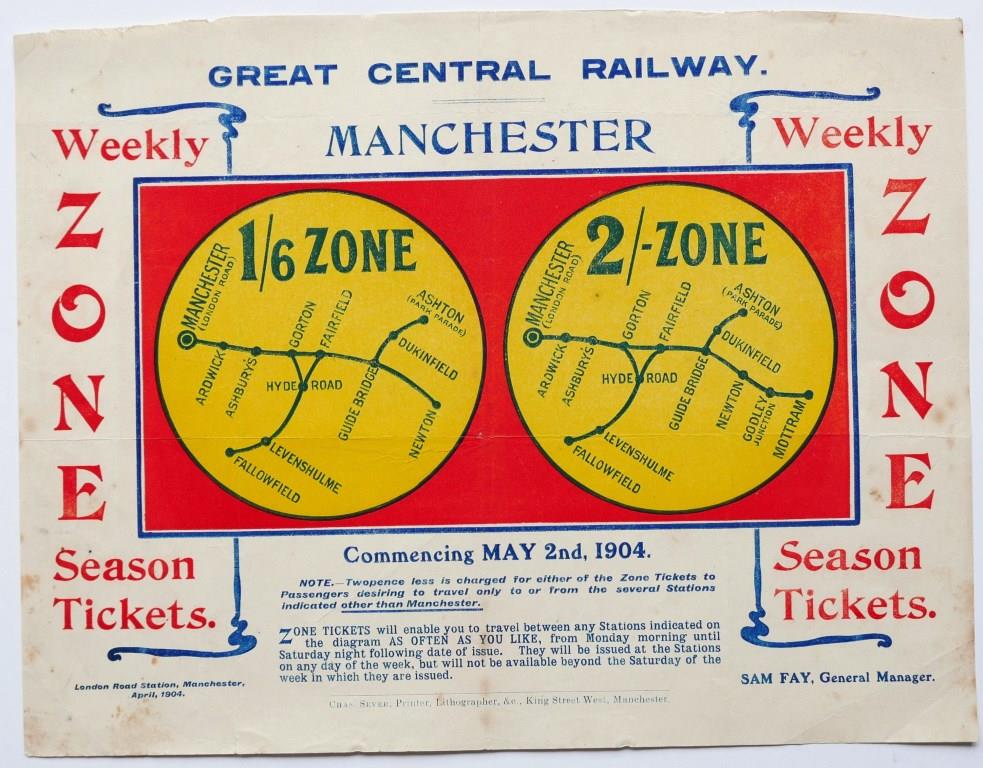 GREAT CENTRAL RAILWAY.
MANCHESTER
Weekly
ZONE
Season
Tickets.
1/6 ZONE
MANCHESTER
(LONDON ROAD)
ARDWICK
ASHBURY'S
GORTON
FAIRFIELD
HYDE ROAD
GUIDE BRIDGE
ASHTON
(PARK PARADE)
DUKINFIELD
NEWTON
LEVENSHULME
FALLOWFIELD
2/-ZONE
MANCHESTER
(LONDON ROAD)
ARDWICK
ASHBURYS
GORTON
FAIRFIELD
HYDE ROAD
GUIDE BRIDGE
ASHTON
(PARK PARADE)
DUKINFIELD
NEWTON
GODLEY
JUNCTION
MOTTRAM
LEVENSHULME
FALLOWFIELD
Weekly
ZONE
Season
Tickets.
Commencing MAY 2nd, 1904.
NOTE.—Twopence less is charged for either of the Zone Tickets to
Passengers desiring to travel only to or from the several Stations
indicated other than Manchester.
ZONE TICKETS will enable you to travel between any Stations indicated on
the diagram AS OFTEN AS YOU LIKE, from Monday morning until
Saturday night following date of issue. They will be issued at the Stations
on any day of the week, but will not be available beyond the Saturday of the
week in which they are issued.
London Road Station, Manchester,
April, 1904.
SAM FAY, General Manager.
CHAS. SEVER, Printer, Lithographer, &c., King Street West, Manchester.